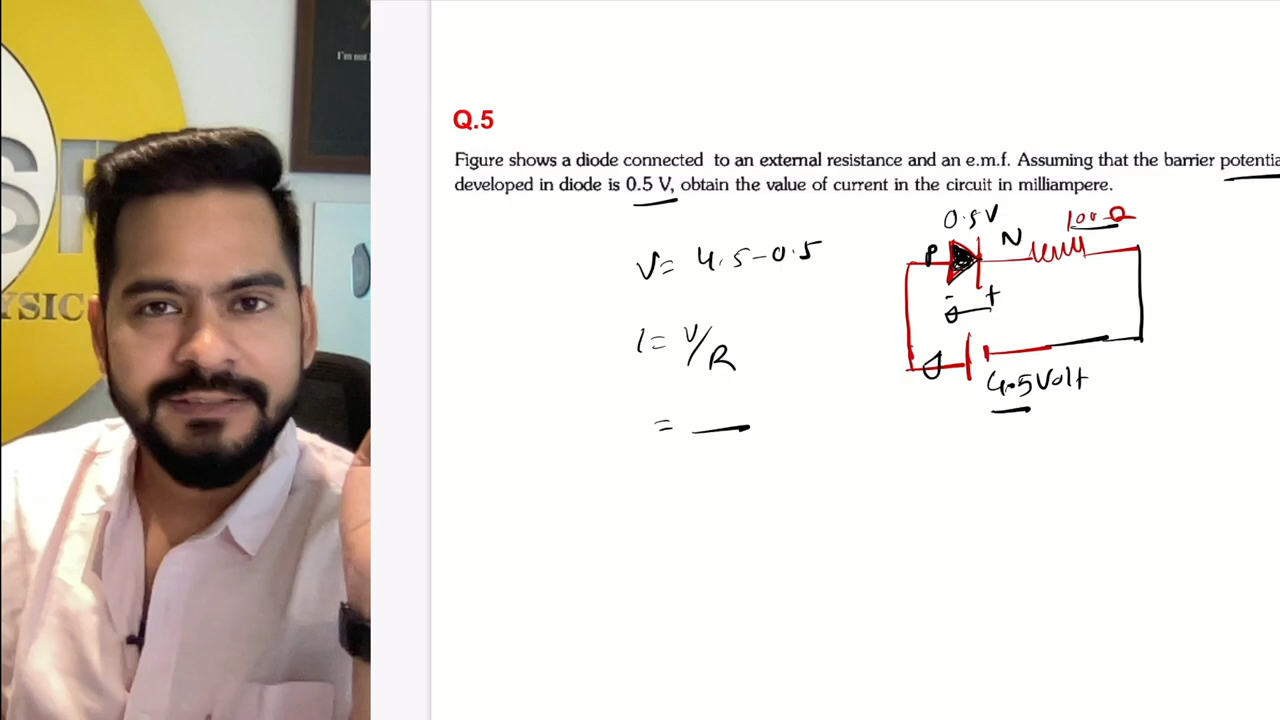 I'm not
S
YSIC
Q.5
Figure shows a diode connected to an external resistance and an e.m.f. Assuming that the barrier potentia
developed in diode is 0.5 V, obtain the value of current in the circuit in milliampere.
0.5V
100 Ω
P
N
V= 4.5-0.5
- +
I= V/R
4.5Volt
=